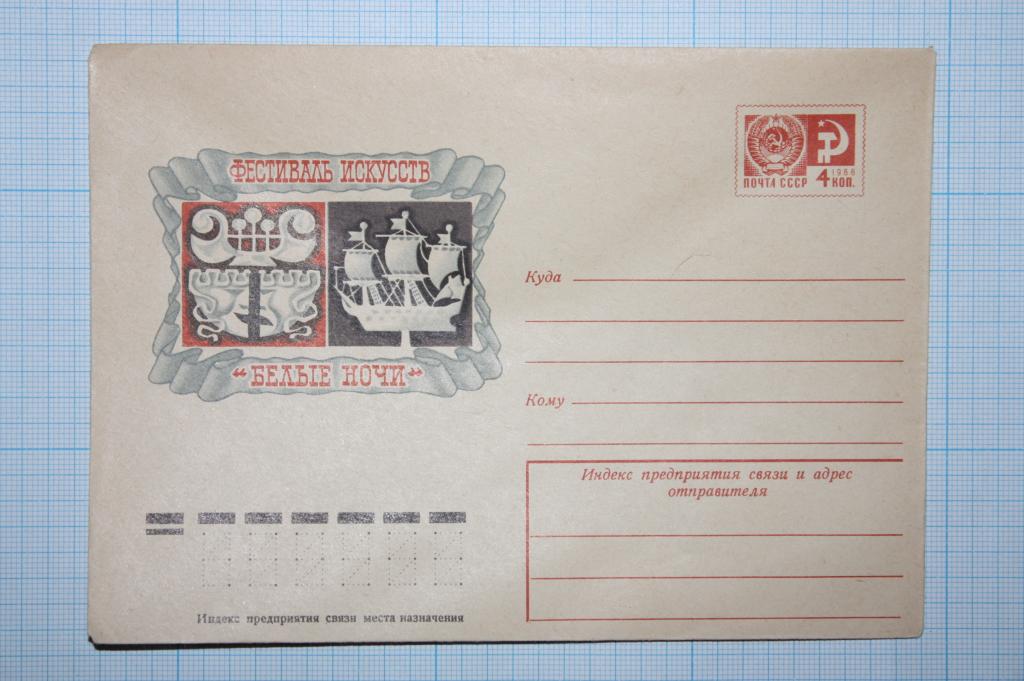 ФЕСТИВАЛЬ ИСКУССТВ
«БЕЛЫЕ НОЧИ»
1966
ПОЧТА СССР 4 КОП.
Куда
Кому
Индекс предприятия связи и адрес
отправителя
Индекс предприятия связи места назначения